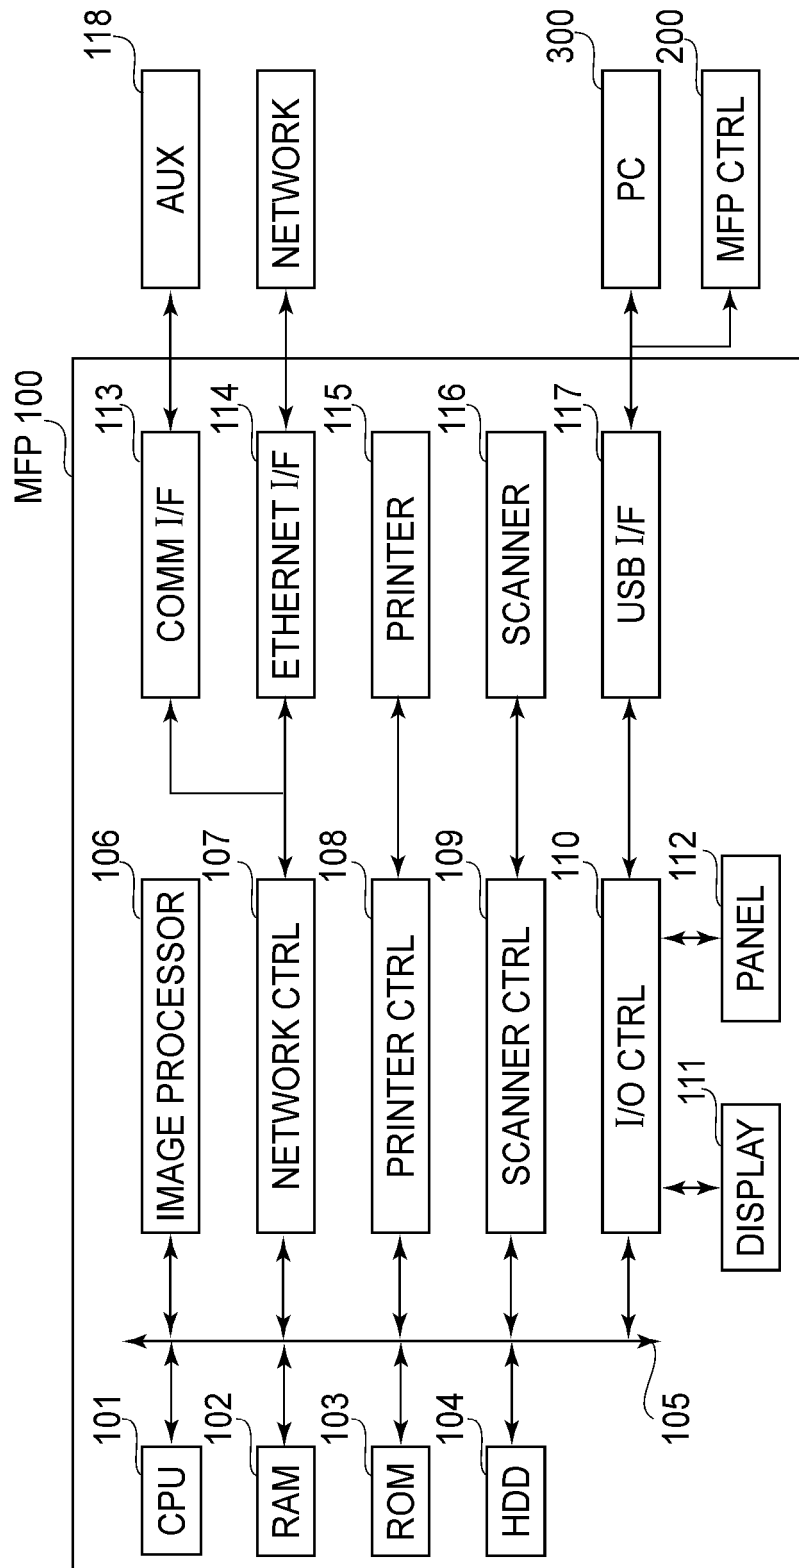 MFP 100
101
CPU
102
RAM
103
ROM
104
HDD
105
106
IMAGE PROCESSOR
107
NETWORK CTRL
108
PRINTER CTRL
109
SCANNER CTRL
110
I/O CTRL
111
DISPLAY
112
PANEL
113
COMM I/F
114
ETHERNET I/F
115
PRINTER
116
SCANNER
117
USB I/F
118
AUX
NETWORK
300
PC
200
MFP CTRL